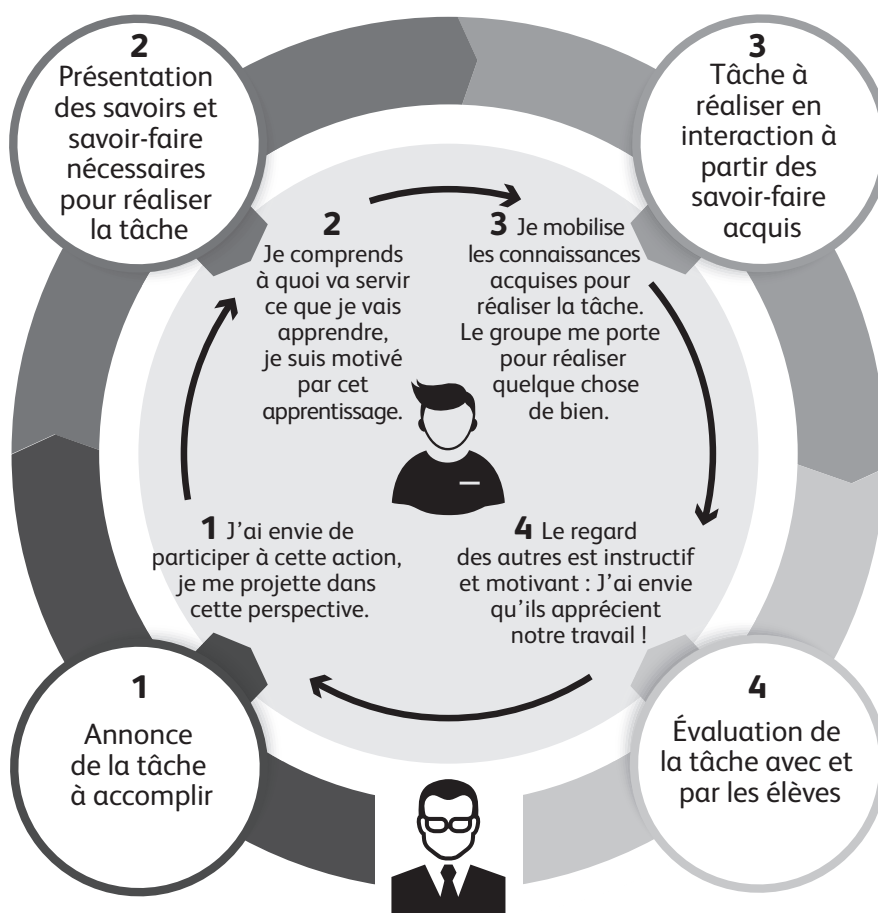 2
Présentation
des savoirs et
savoir-faire
nécessaires
pour réaliser
la tâche
3
Tâche à
réaliser en
interaction à
partir des
savoir-faire
acquis
2
Je comprends
à quoi va servir
ce que je vais
apprendre,
je suis motivé
par cet
apprentissage.
3 Je mobilise
les connaissances
acquises pour
réaliser la tâche.
Le groupe me porte
pour réaliser
quelque chose
de bien.
1 J’ai envie de
participer à cette action,
je me projette dans
cette perspective.
4 Le regard
des autres est instructif
et motivant : J’ai envie
qu’ils apprécient
notre travail !
1
Annonce
de la tâche
à accomplir
4
Évaluation de
la tâche avec et
par les élèves